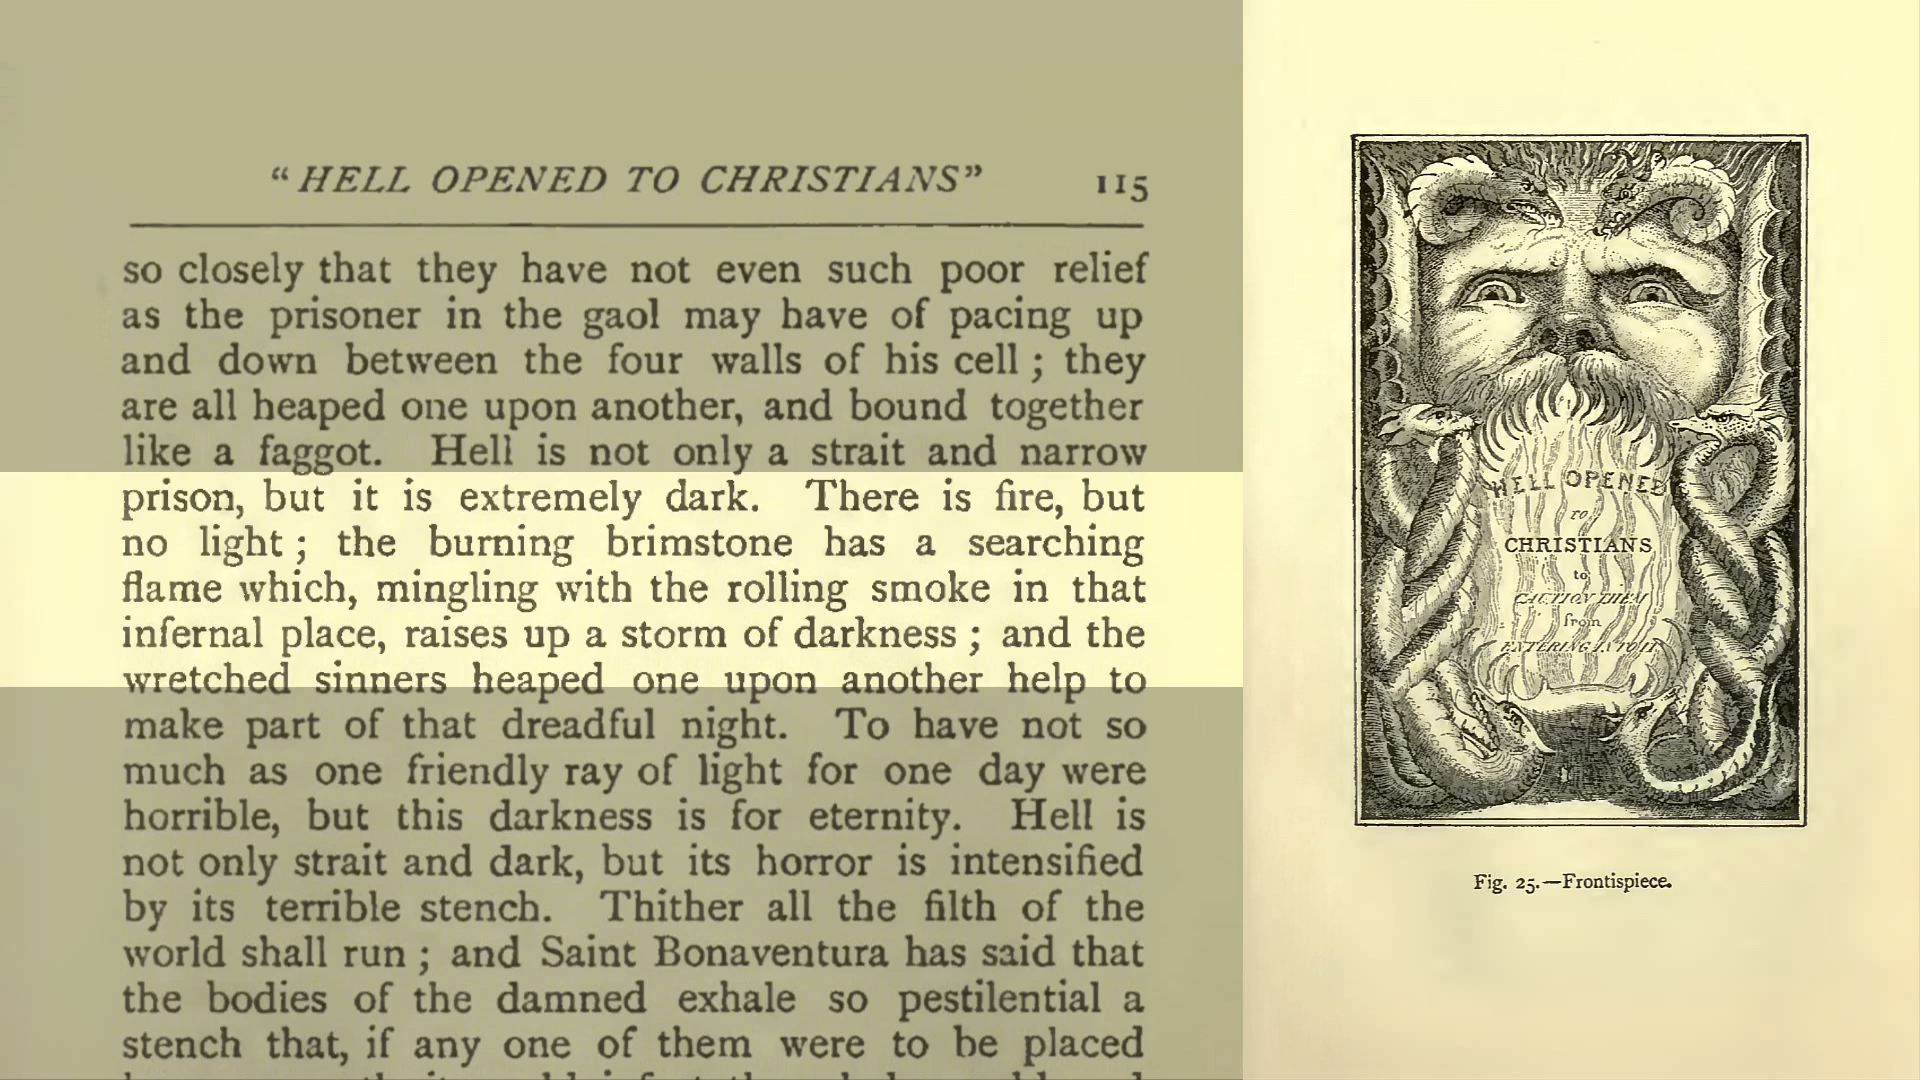 "HELL OPENED TO CHRISTIANS" 115
so closely that they have not even such poor relief
as the prisoner in the gaol may have of pacing up
and down between the four walls of his cell ; they
are all heaped one upon another, and bound together
like a faggot. Hell is not only a strait and narrow
prison, but it is extremely dark. There is fire, but
no light ; the burning brimstone has a searching
flame which, mingling with the rolling smoke in that
infernal place, raises up a storm of darkness ; and the
wretched sinners heaped one upon another help to
make part of that dreadful night. To have not so
much as one friendly ray of light for one day were
horrible, but this darkness is for eternity. Hell is
not only strait and dark, but its horror is intensified
by its terrible stench. Thither all the filth of the
world shall run ; and Saint Bonaventura has said that
the bodies of the damned exhale so pestilential a
stench that, if any one of them were to be placed
HELL OPENED
TO
CHRISTIANS
to
CAUTION THEM
from
ENTERING INTO IT
Fig. 25.—Frontispiece.